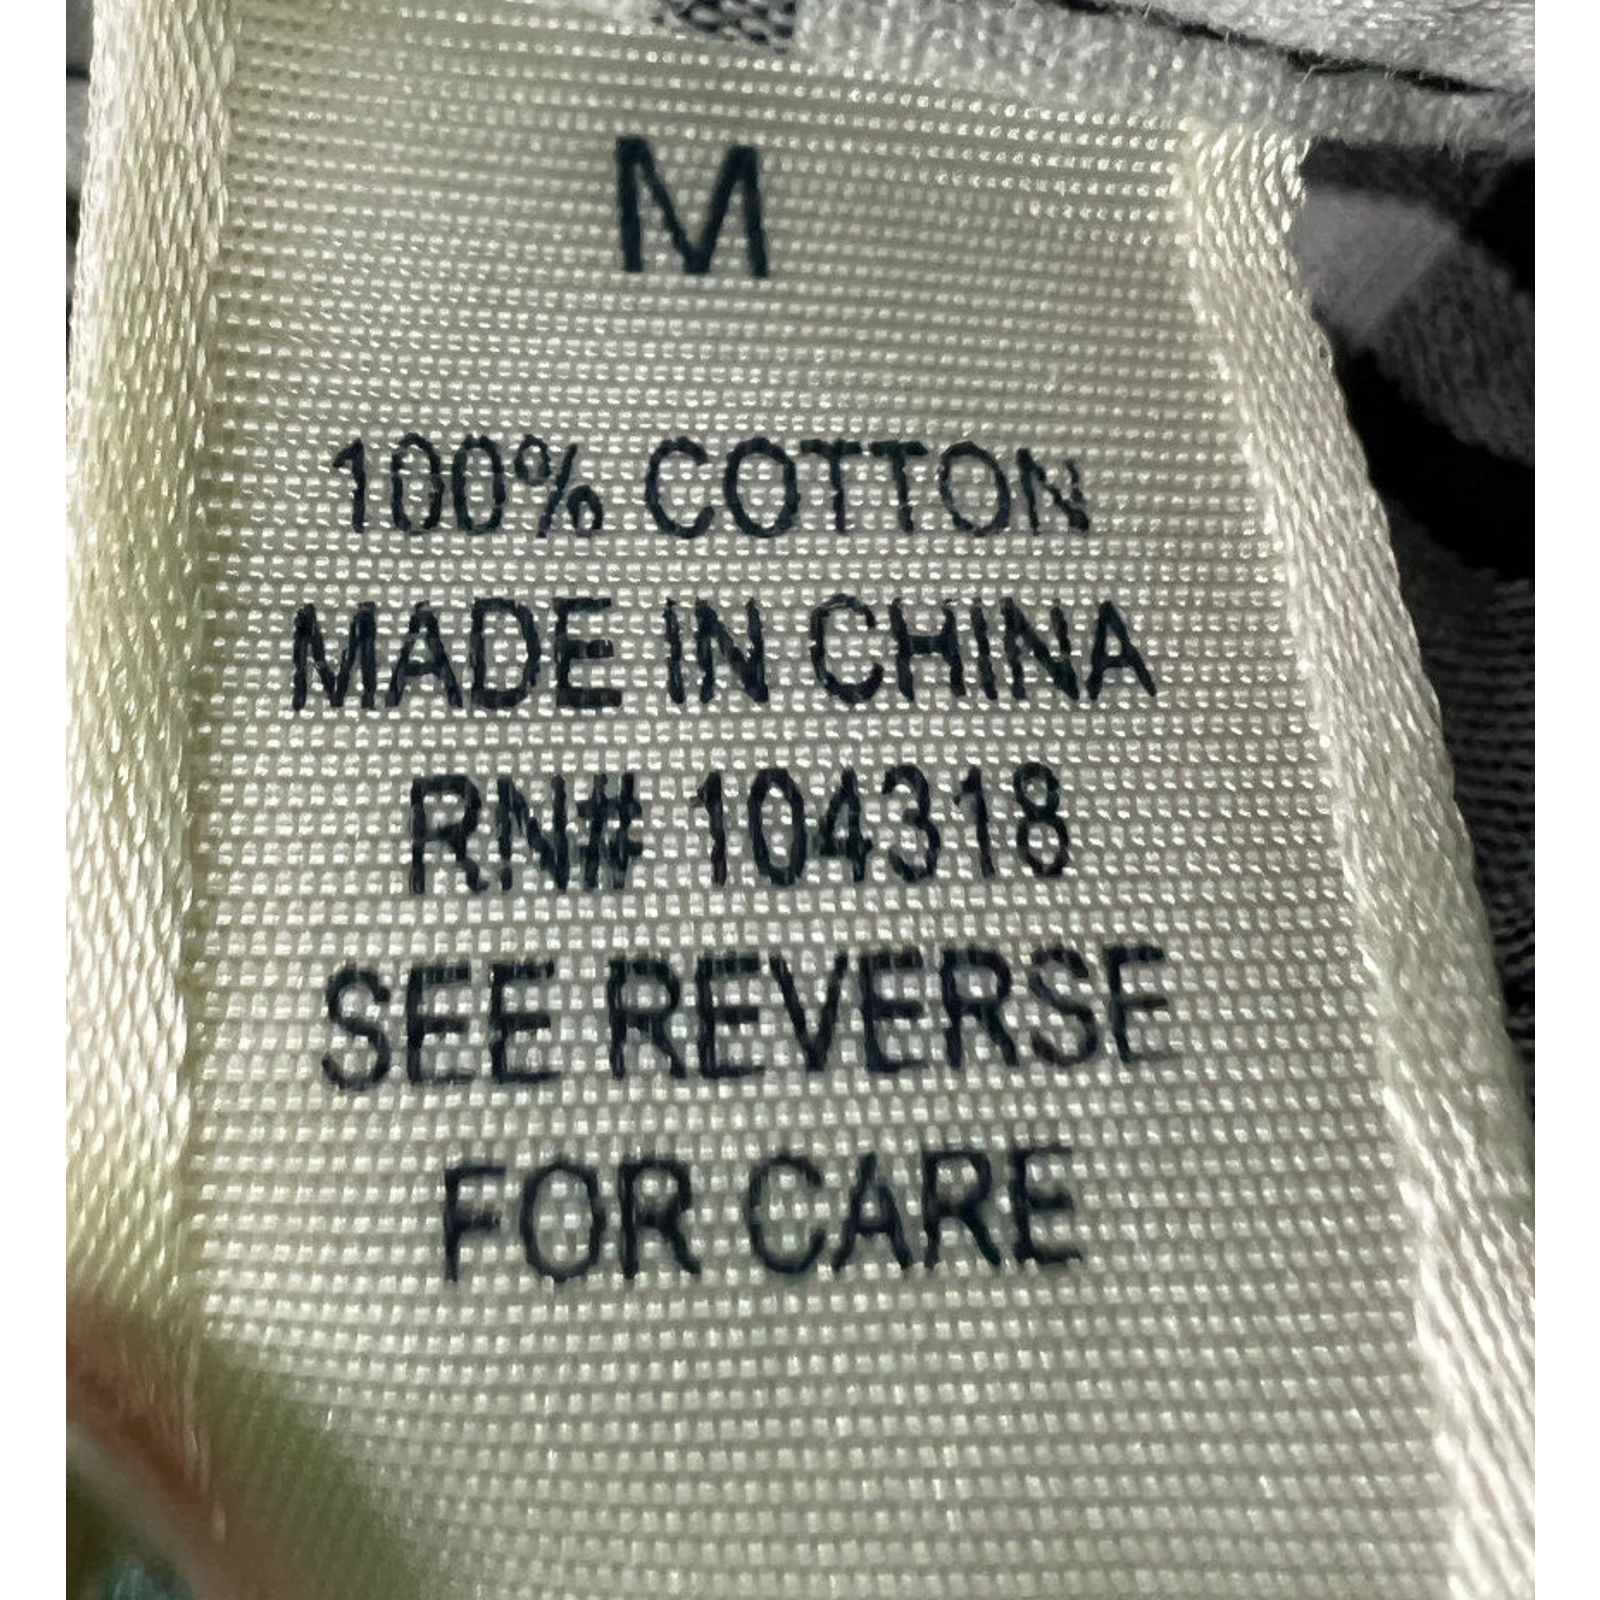 M
100% COTTON
MADE IN CHINA
RN# 104318
SEE REVERSE
FOR CARE